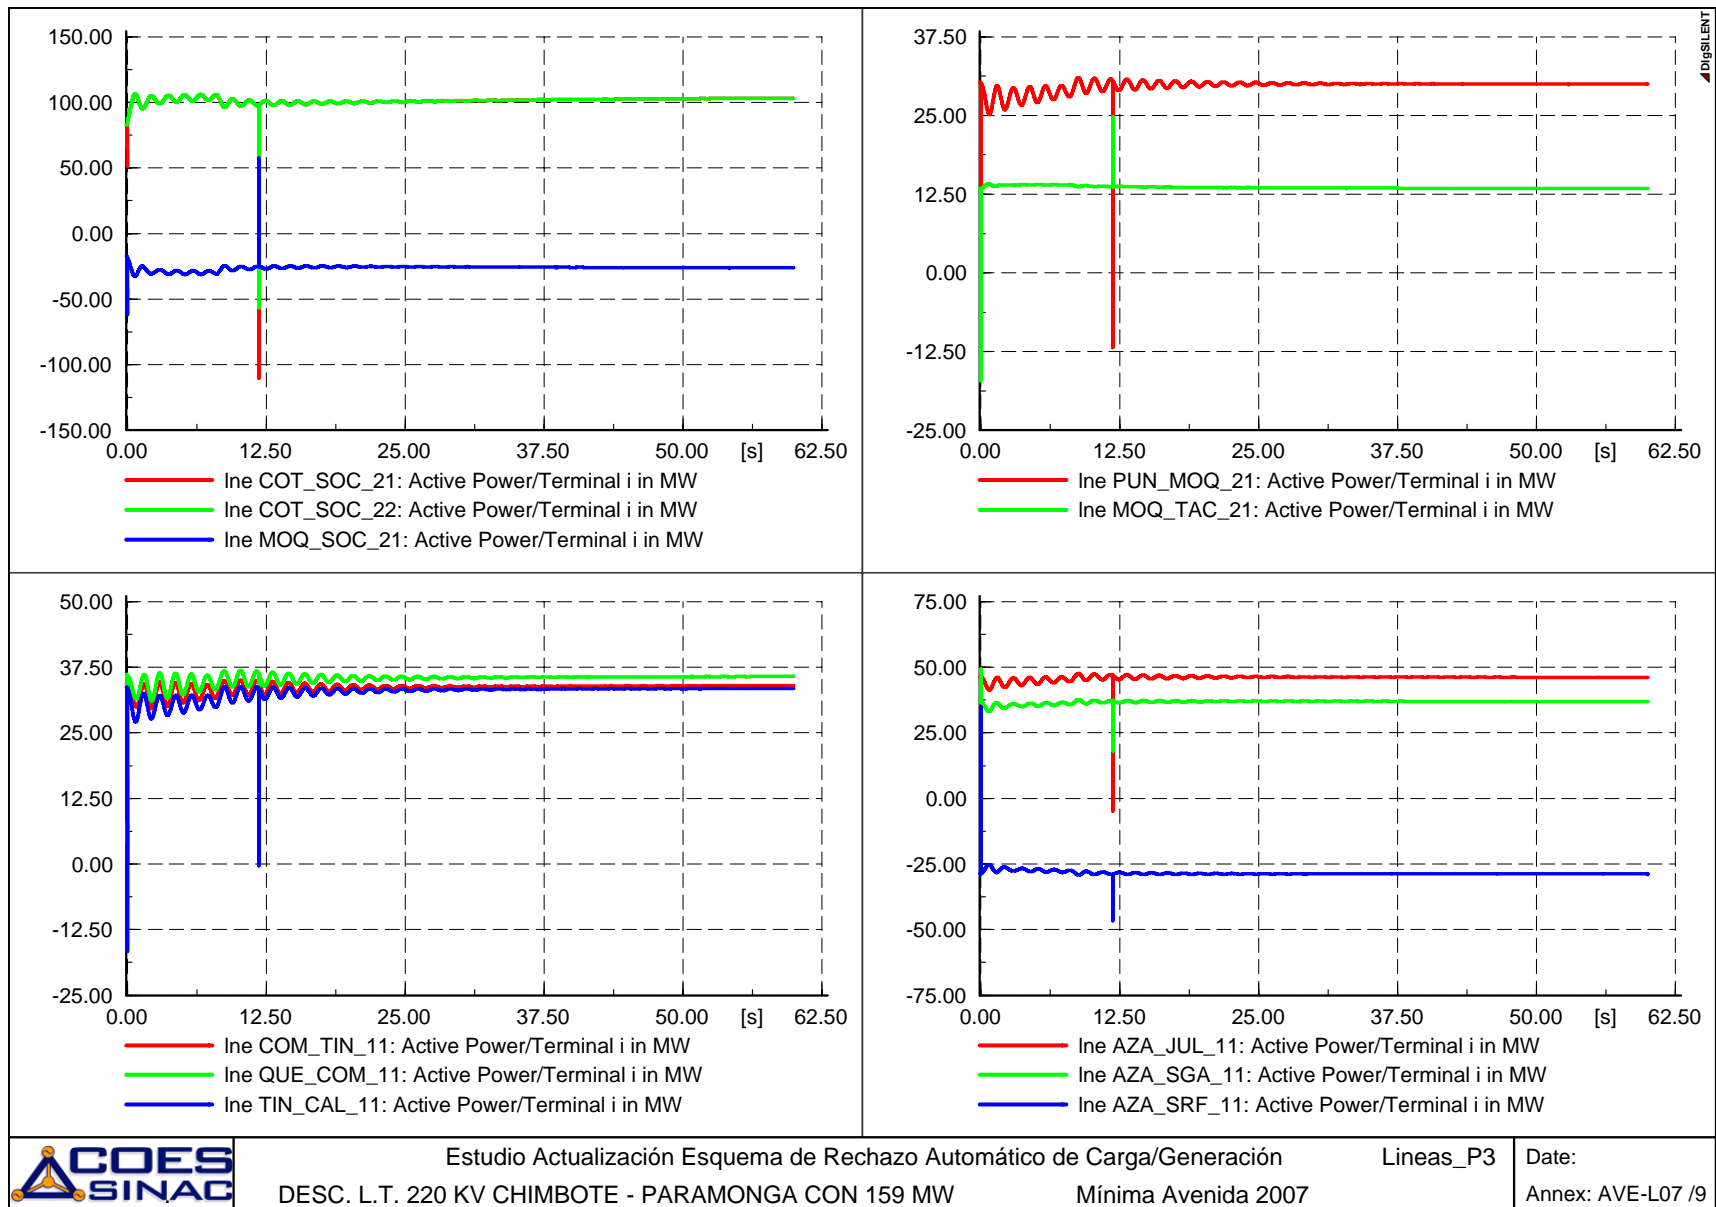 DIgSILENT
150.00
100.00
50.00
0.00
-50.00
-100.00
-150.00
0.00 12.50 25.00 37.50 50.00 [s] 62.50
lne COT_SOC_21: Active Power/Terminal i in MW
lne COT_SOC_22: Active Power/Terminal i in MW
lne MOQ_SOC_21: Active Power/Terminal i in MW
37.50
25.00
12.50
0.00
-12.50
-25.00
0.00 12.50 25.00 37.50 50.00 [s] 62.50
lne PUN_MOQ_21: Active Power/Terminal i in MW
lne MOQ_TAC_21: Active Power/Terminal i in MW
50.00
37.50
25.00
12.50
0.00
-12.50
-25.00
0.00 12.50 25.00 37.50 50.00 [s] 62.50
lne COM_TIN_11: Active Power/Terminal i in MW
lne QUE_COM_11: Active Power/Terminal i in MW
lne TIN_CAL_11: Active Power/Terminal i in MW
75.00
50.00
25.00
0.00
-25.00
-50.00
-75.00
0.00 12.50 25.00 37.50 50.00 [s] 62.50
lne AZA_JUL_11: Active Power/Terminal i in MW
lne AZA_SGA_11: Active Power/Terminal i in MW
lne AZA_SRF_11: Active Power/Terminal i in MW
COES
SINAC
Estudio Actualización Esquema de Rechazo Automático de Carga/Generación Lineas_P3
DESC. L.T. 220 KV CHIMBOTE - PARAMONGA CON 159 MW Mínima Avenida 2007
Date:
Annex: AVE-L07 /9